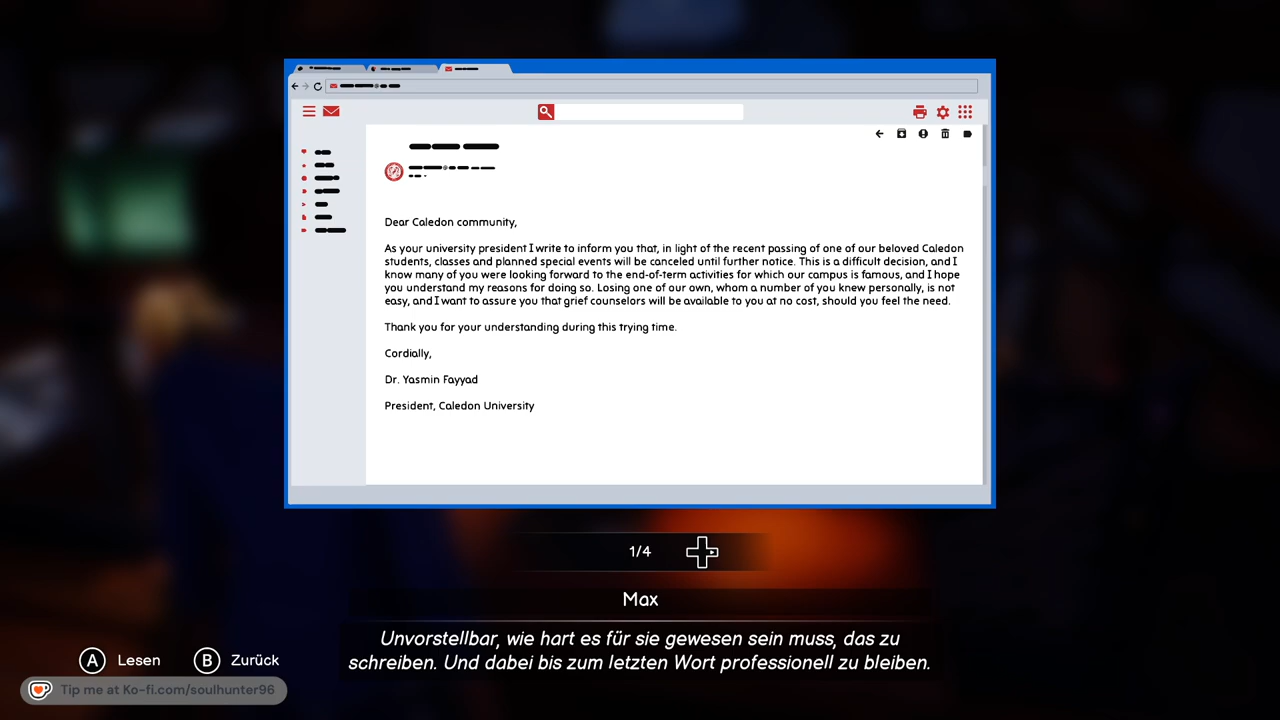 Dear Caledon community,
As your university president I write to inform you that, in light of the recent passing of one of our beloved Caledon
students, classes and planned special events will be canceled until further notice. This is a difficult decision, and I
know many of you were looking forward to the end-of-term activities for which our campus is famous, and I hope
you understand my reasons for doing so. Losing one of our own, whom a number of you knew personally, is not
easy, and I want to assure you that grief counselors will be available to you at no cost, should you feel the need.
Thank you for your understanding during this trying time.
Cordially,
Dr. Yasmin Fayyad
President, Caledon University
1/4
Max
Unvorstellbar, wie hart es für sie gewesen sein muss, das zu
schreiben. Und dabei bis zum letzten Wort professionell zu bleiben.
A Lesen B Zurück
Tip me at Ko-fi.com/soulhunter96